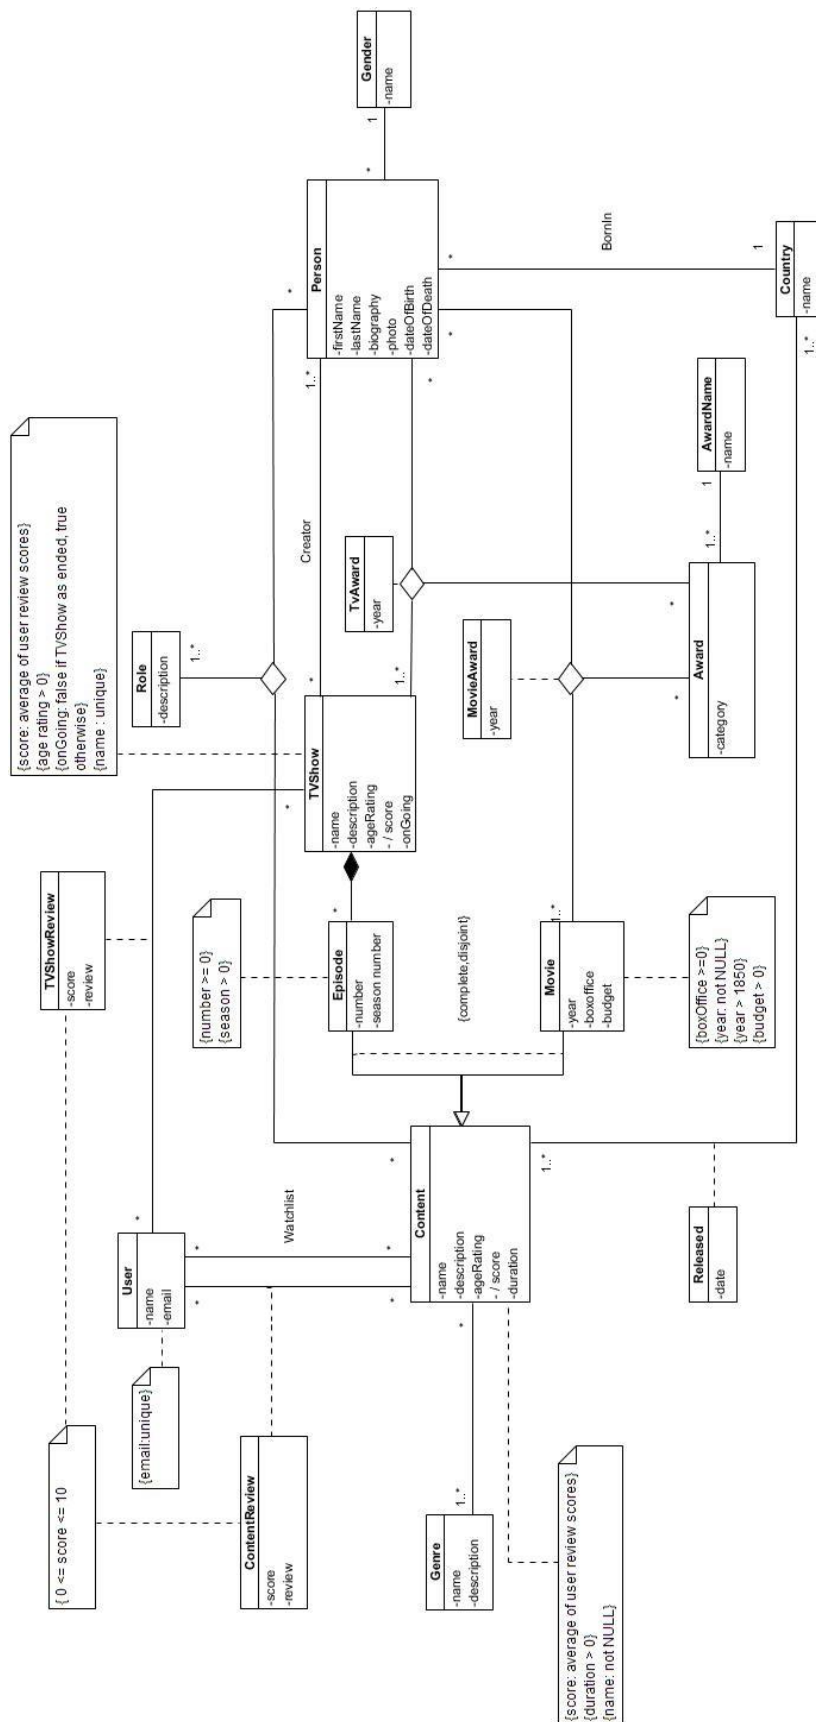 Gender
-name
1
*
Person
-firstName
-lastName
-biography
-photo
-dateOfBirth
-dateOfDeath
*
1..*
*
*
*
BornIn
1
Country
-name
1..*
{score: average of user review scores}
{age rating > 0}
{onGoing: false if TVShow as ended, true
otherwise}
{name : unique}
Role
-description
1..*
Creator
*
TvAward
-year
1..*
MovieAward
-year
AwardName
-name
1
1..*
Award
-category
*
*
TVShow
-name
-description
-ageRating
- / score
-onGoing
*
TVShowReview
-score
-review
{number >= 0}
{season > 0}
*
Episode
-number
-season number
{complete,disjoint}
1..*
Movie
-year
-boxoffice
-budget
{boxOffice >=0}
{year: not NULL}
{year > 1850}
{budget > 0}
User
-name
-email
*
*
*
Watchlist
*
*
*
Content
-name
-description
-ageRating
- / score
-duration
1..*
*
Released
-date
{ 0 <= score <= 10
{email:unique}
ContentReview
-score
-review
1..*
Genre
-name
-description
{score: average of user review scores}
{duration > 0}
{name: not NULL}